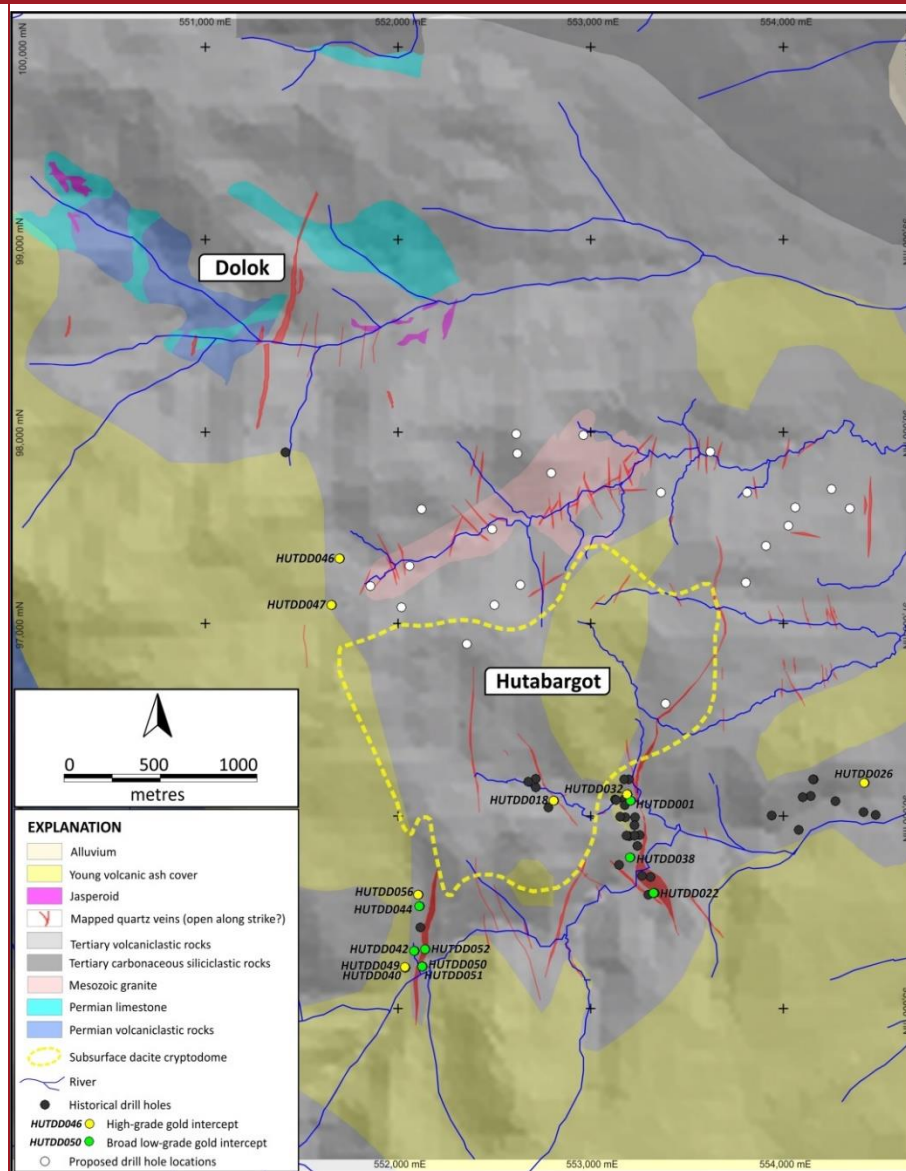 551,000 mE
552,000 mE
553,000 mE
554,000 mE
100,000 mN
99,000 mN
98,000 mN
97,000 mN
Dolok
HUTDD046
HUTDD047
Hutabargot
HUTDD026
HUTDD032
HUTDD018
HUTDD001
HUTDD038
HUTDD022
HUTDD056
HUTDD044
HUTDD042
HUTDD052
HUTDD049
HUTDD050
HUTDD040
HUTDD051
0 500 1000
metres
EXPLANATION
Alluvium
Young volcanic ash cover
Jasperoid
Mapped quartz veins (open along strike?)
Tertiary volcaniclastic rocks
Tertiary carbonaceous siliciclastic rocks
Mesozoic granite
Permian limestone
Permian volcaniclastic rocks
Subsurface dacite cryptodome
River
Historical drill holes
HUTDD046 High-grade gold intercept
HUTDD050 Broad low-grade gold intercept
Proposed drill hole locations
552,000 mE
553,000 mE
554,000 mE